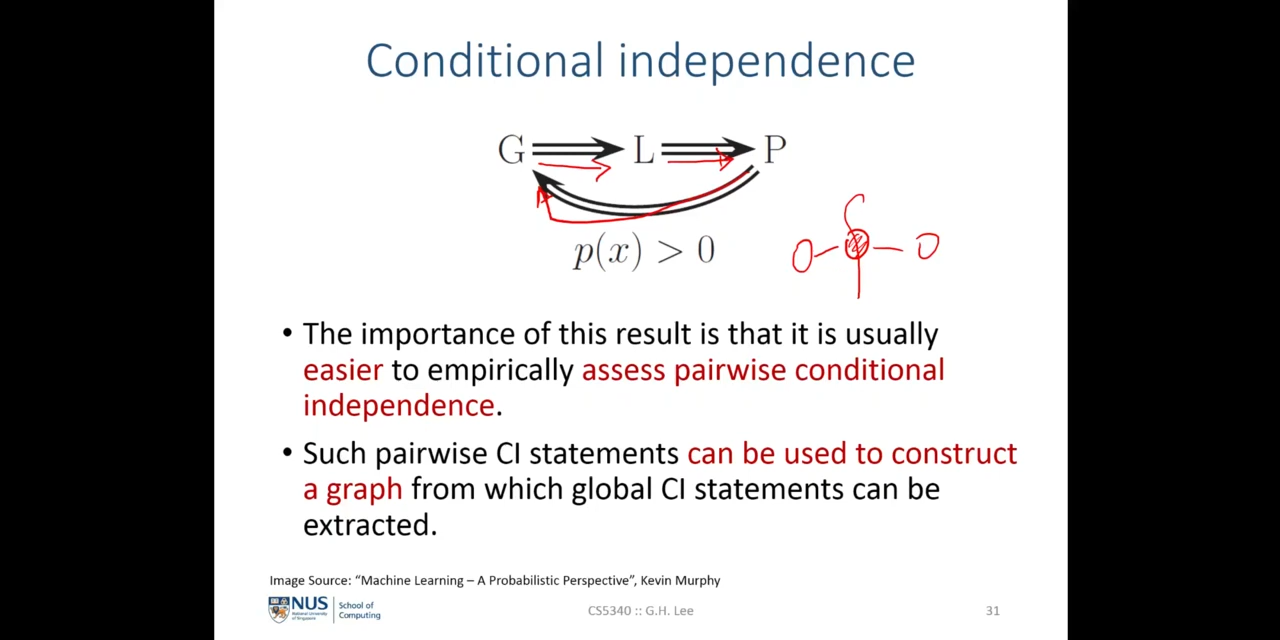 Conditional independence
G L P
p(x) > 0
• The importance of this result is that it is usually
easier to empirically assess pairwise conditional
independence.
• Such pairwise CI statements can be used to construct
a graph from which global CI statements can be
extracted.
Image Source: “Machine Learning – A Probabilistic Perspective”, Kevin Murphy
NUS
National University
of Singapore
School of
Computing
CS5340 :: G.H. Lee
31